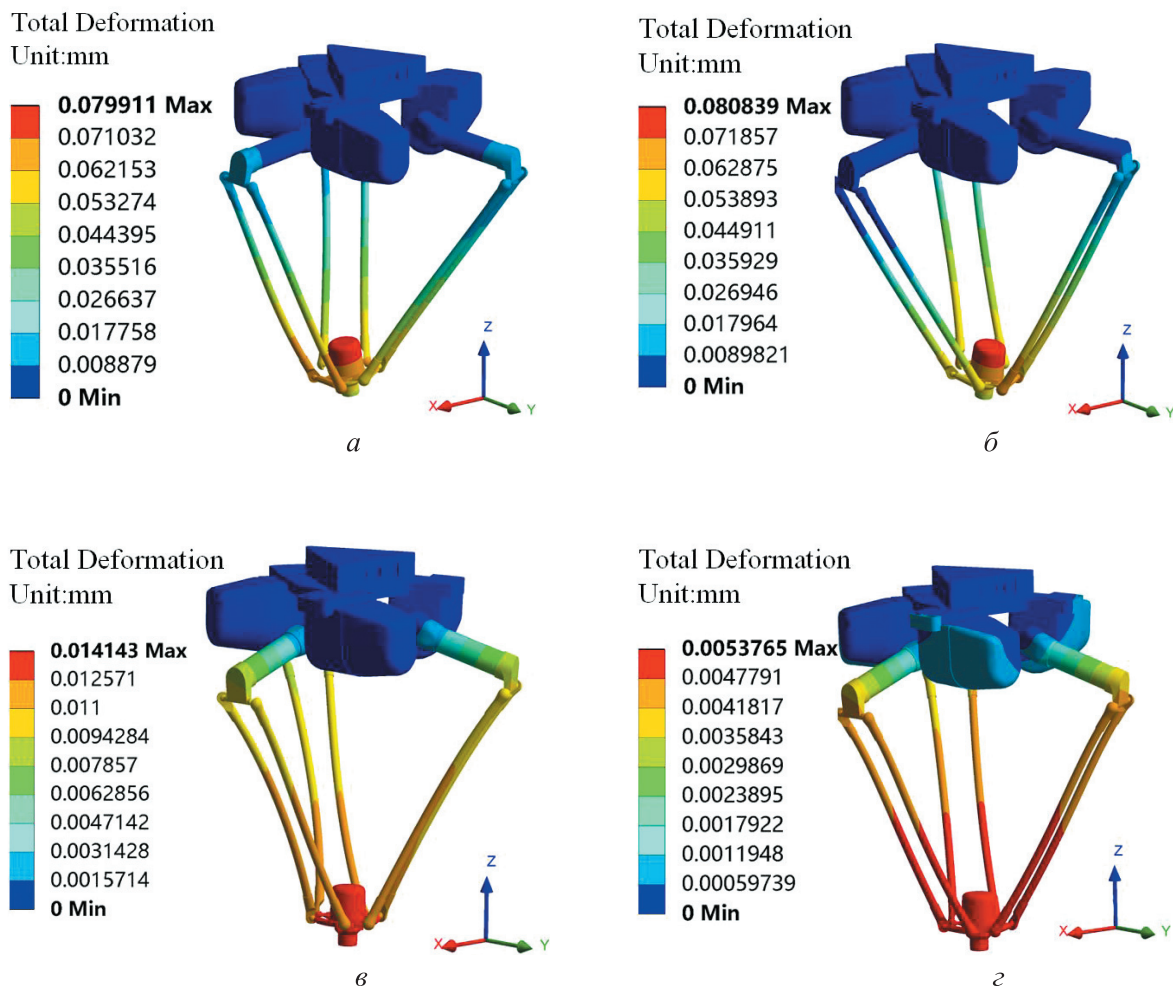 Total Deformation
Unit:mm
0.079911 Max
0.071032
0.062153
0.053274
0.044395
0.035516
0.026637
0.017758
0.008879
0 Min
Z
X
Y
а
Total Deformation
Unit:mm
0.080839 Max
0.071857
0.062875
0.053893
0.044911
0.035929
0.026946
0.017964
0.0089821
0 Min
Z
X
Y
б
Total Deformation
Unit:mm
0.014143 Max
0.012571
0.011
0.0094284
0.007857
0.0062856
0.0047142
0.0031428
0.0015714
0 Min
Z
X
Y
в
Total Deformation
Unit:mm
0.0053765 Max
0.0047791
0.0041817
0.0035843
0.0029869
0.0023895
0.0017922
0.0011948
0.00059739
0 Min
Z
X
Y
г